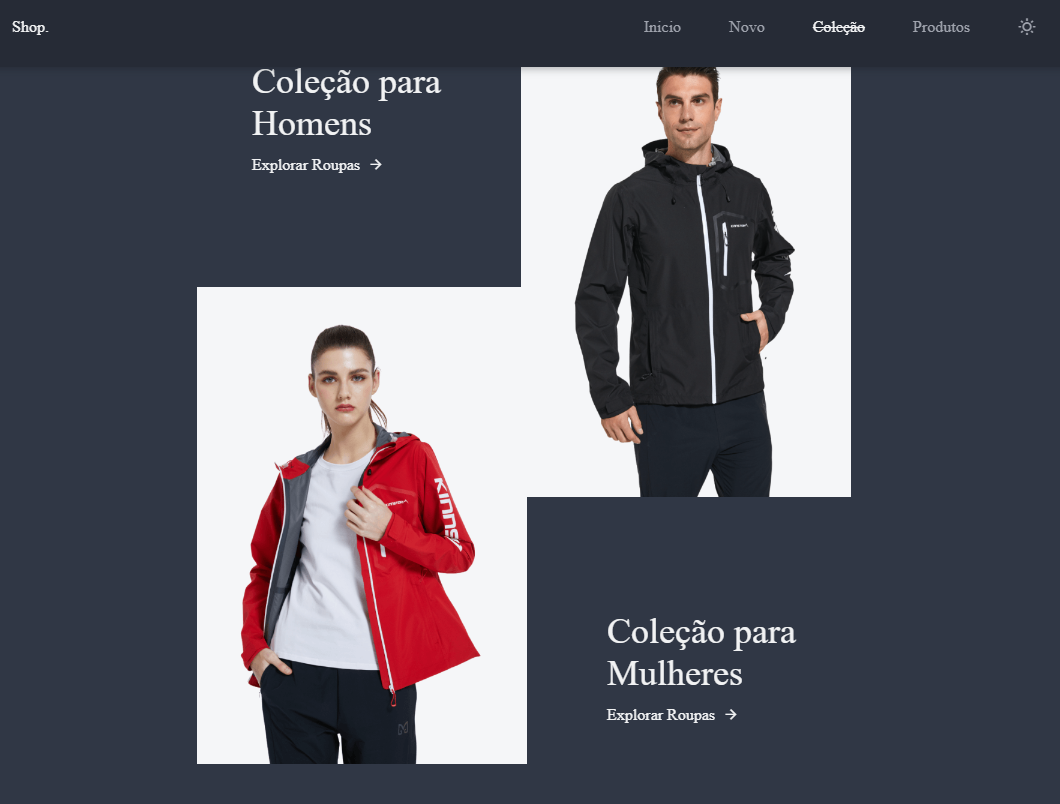 Shop.
Inicio
Novo
Coleção
Produtos
Coleção para
Homens
Explorar Roupas
Coleção para
Mulheres
Explorar Roupas